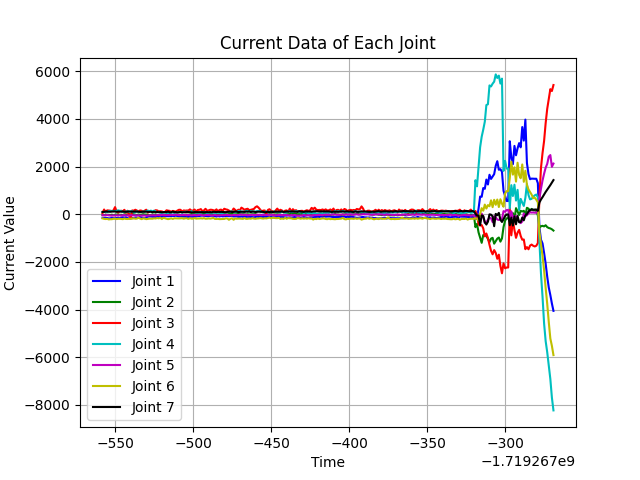 Current Data of Each Joint
6000
4000
2000
0
−2000
−4000
−6000
−8000
Current Value
Joint 1
Joint 2
Joint 3
Joint 4
Joint 5
Joint 6
Joint 7
−550 −500 −450 −400 −350 −300
Time
−1.719267e9